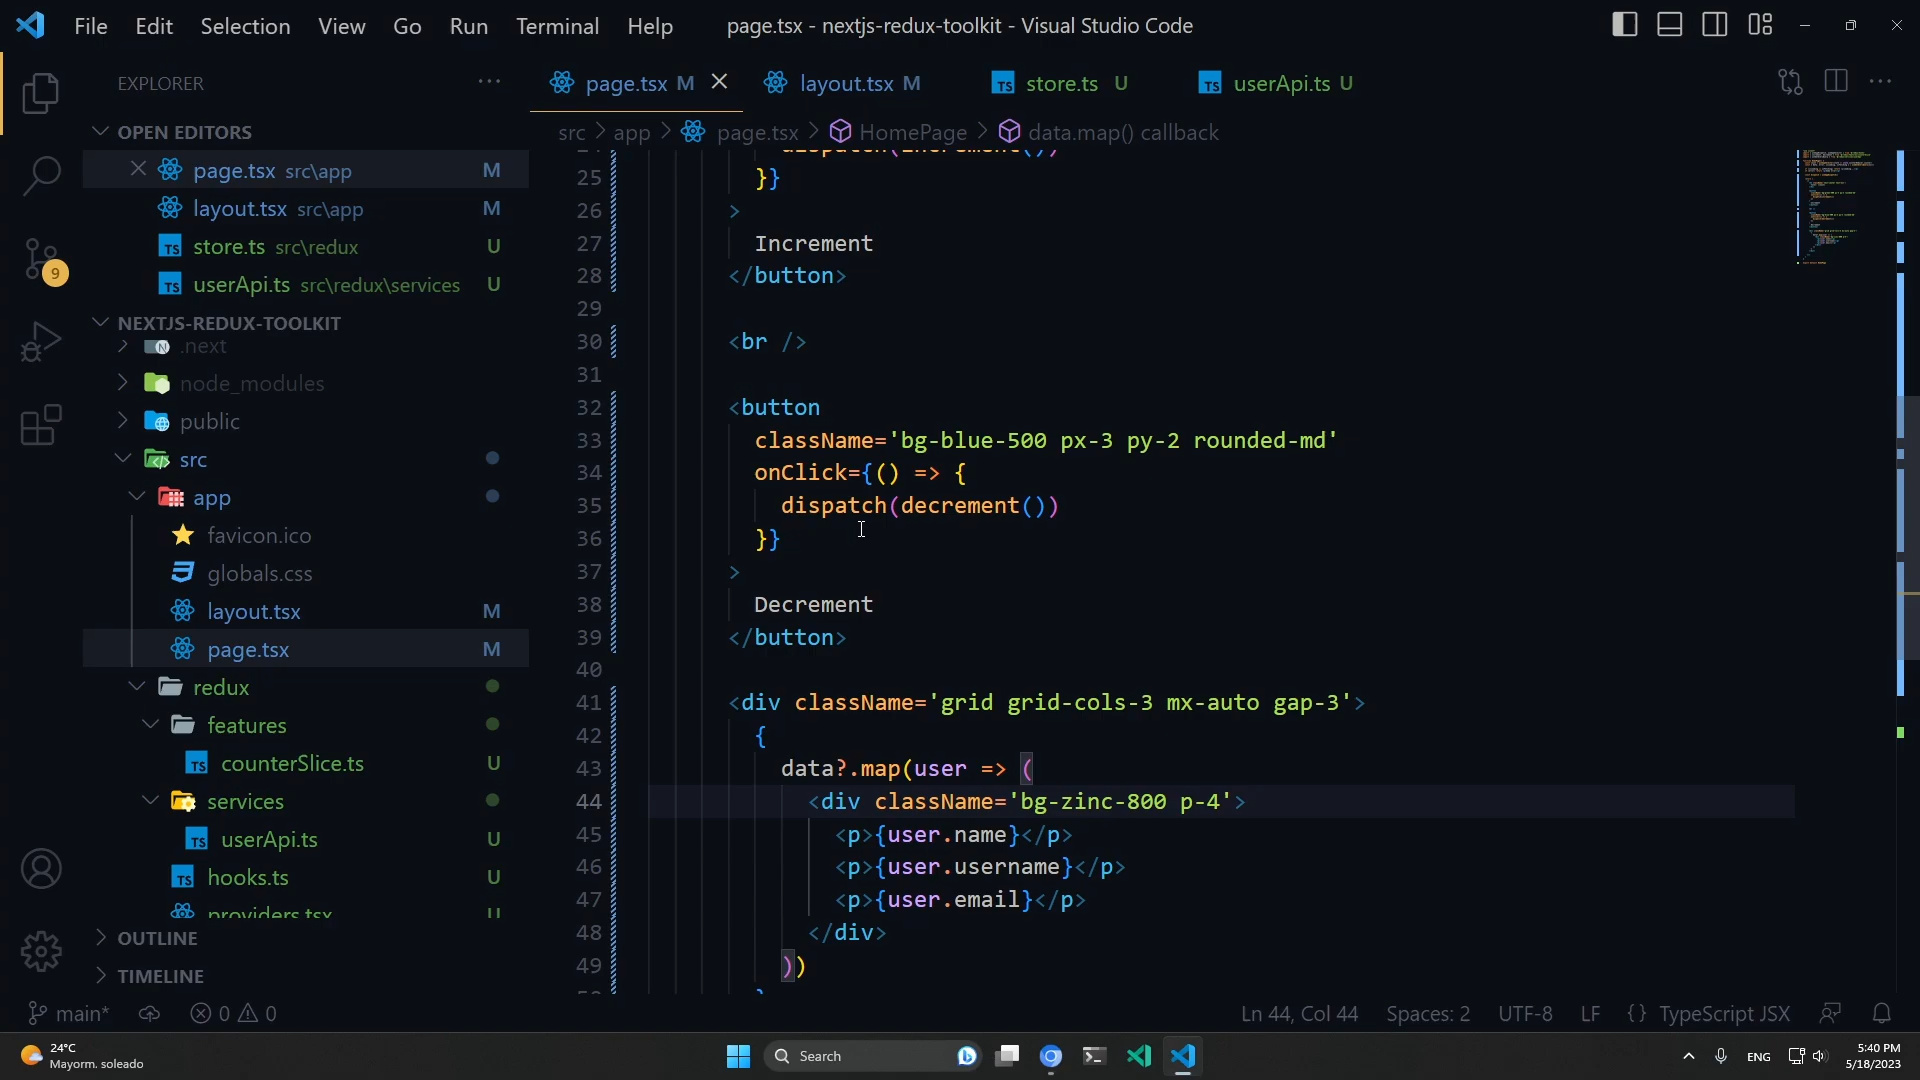 File Edit Selection View Go Run Terminal Help
page.tsx - nextjs-redux-toolkit - Visual Studio Code
EXPLORER
OPEN EDITORS
page.tsx src\app M
layout.tsx src\app M
store.ts src\redux U
userApi.ts src\redux\services U
NEXTJS-REDUX-TOOLKIT
.next
node_modules
public
src
app
favicon.ico
globals.css
layout.tsx M
page.tsx M
redux
features
counterSlice.ts U
services
userApi.ts U
hooks.ts U
providers.tsx U
OUTLINE
TIMELINE
9
page.tsx M
layout.tsx M
store.ts U
userApi.ts U
src > app > page.tsx > HomePage > data.map() callback
24 dispatch(increment())
25 }}
26 >
27 Increment
28 </button>
29
30 <br />
31
32 <button
33 className='bg-blue-500 px-3 py-2 rounded-md'
34 onClick={() => {
35 dispatch(decrement())
36 }}
37 >
38 Decrement
39 </button>
40
41 <div className='grid grid-cols-3 mx-auto gap-3'>
42 {
43 data?.map(user => (
44 <div className='bg-zinc-800 p-4'>
45 <p>{user.name}</p>
46 <p>{user.username}</p>
47 <p>{user.email}</p>
48 </div>
49 ))
50 }
main* 0 0
Ln 44, Col 44 Spaces: 2 UTF-8 LF {} TypeScript JSX
24°C
Mayorm. soleado
Search
ENG
5:40 PM
5/18/2023